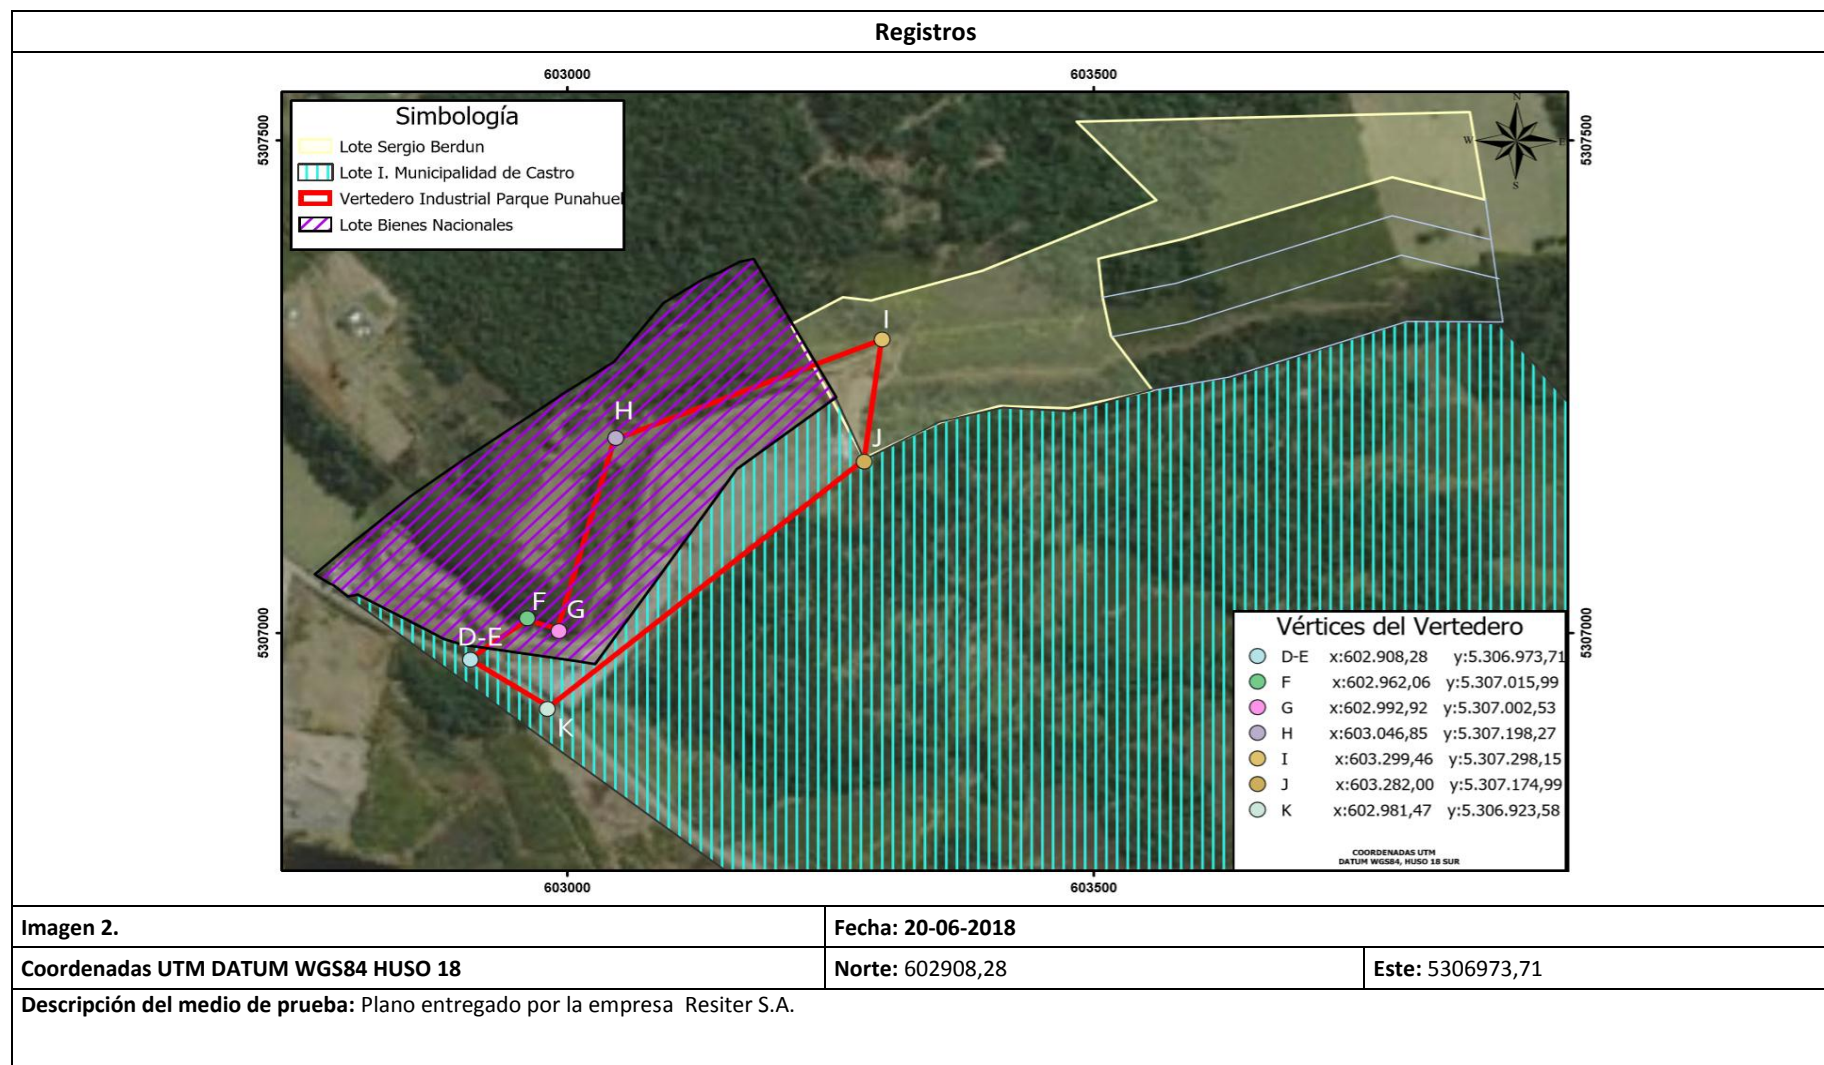 Registros
603000
603500
N
W
E
S
5307500
5307500
Simbología
Lote Sergio Berdun
Lote I. Municipalidad de Castro
Vertedero Industrial Parque Punahuel
Lote Bienes Nacionales
I
H
J
F
G
D-E
K
5307000
5307000
Vértices del Vertedero
D-E x:602.908,28 y:5.306.973,71
F x:602.962,06 y:5.307.015,99
G x:602.992,92 y:5.307.002,53
H x:603.046,85 y:5.307.198,27
I x:603.299,46 y:5.307.298,15
J x:603.282,00 y:5.307.174,99
K x:602.981,47 y:5.306.923,58
COORDENADAS UTM
DATUM WGS84, HUSO 18 SUR
603000
603500
Imagen 2.
Fecha: 20-06-2018
Coordenadas UTM DATUM WGS84 HUSO 18
Norte: 602908,28
Este: 5306973,71
Descripción del medio de prueba: Plano entregado por la empresa Resiter S.A.